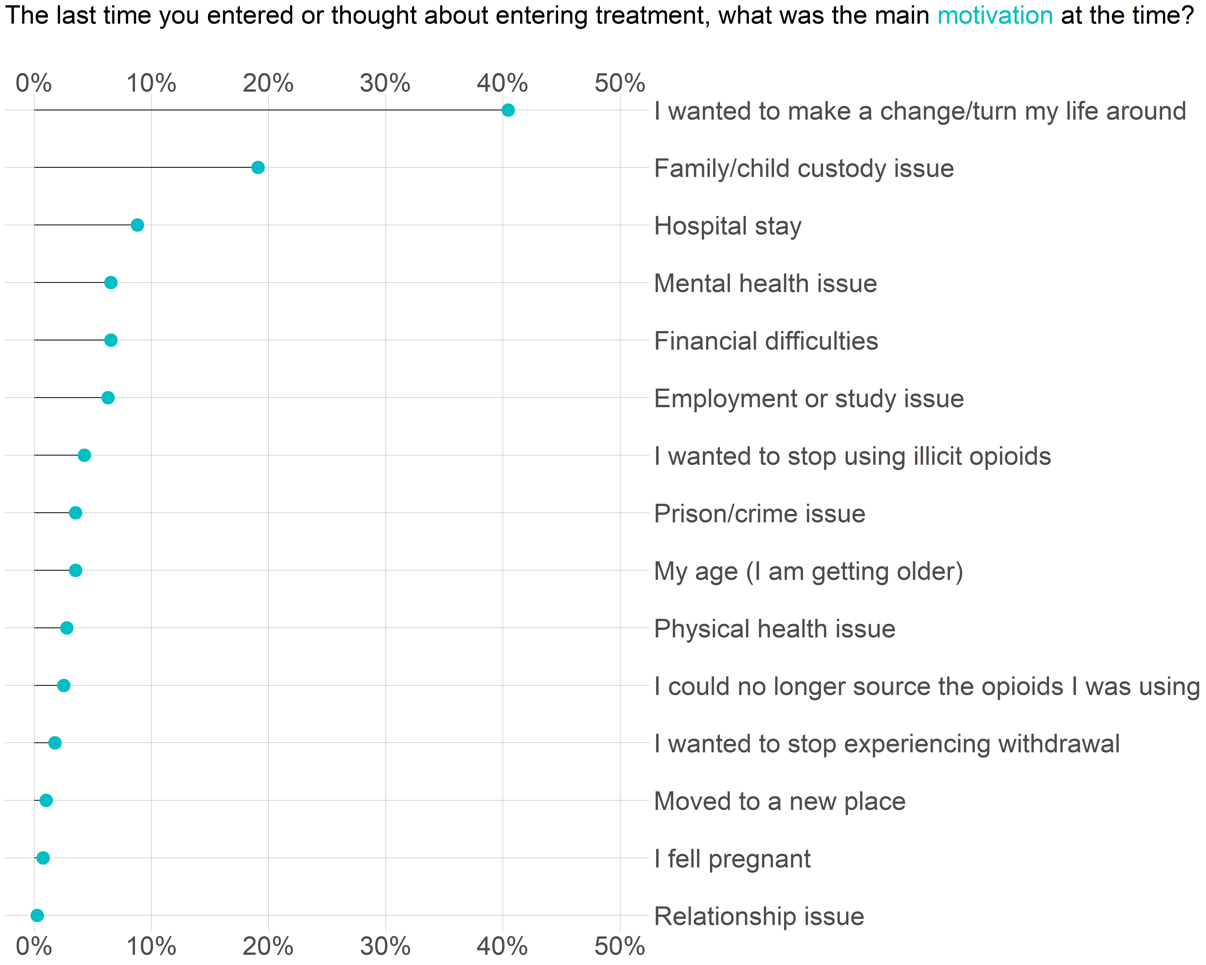 The last time you entered or thought about entering treatment, what was the main motivation at the time?
0% 10% 20% 30% 40% 50%
I wanted to make a change/turn my life around
Family/child custody issue
Hospital stay
Mental health issue
Financial difficulties
Employment or study issue
I wanted to stop using illicit opioids
Prison/crime issue
My age (I am getting older)
Physical health issue
I could no longer source the opioids I was using
I wanted to stop experiencing withdrawal
Moved to a new place
I fell pregnant
Relationship issue
0% 10% 20% 30% 40% 50%